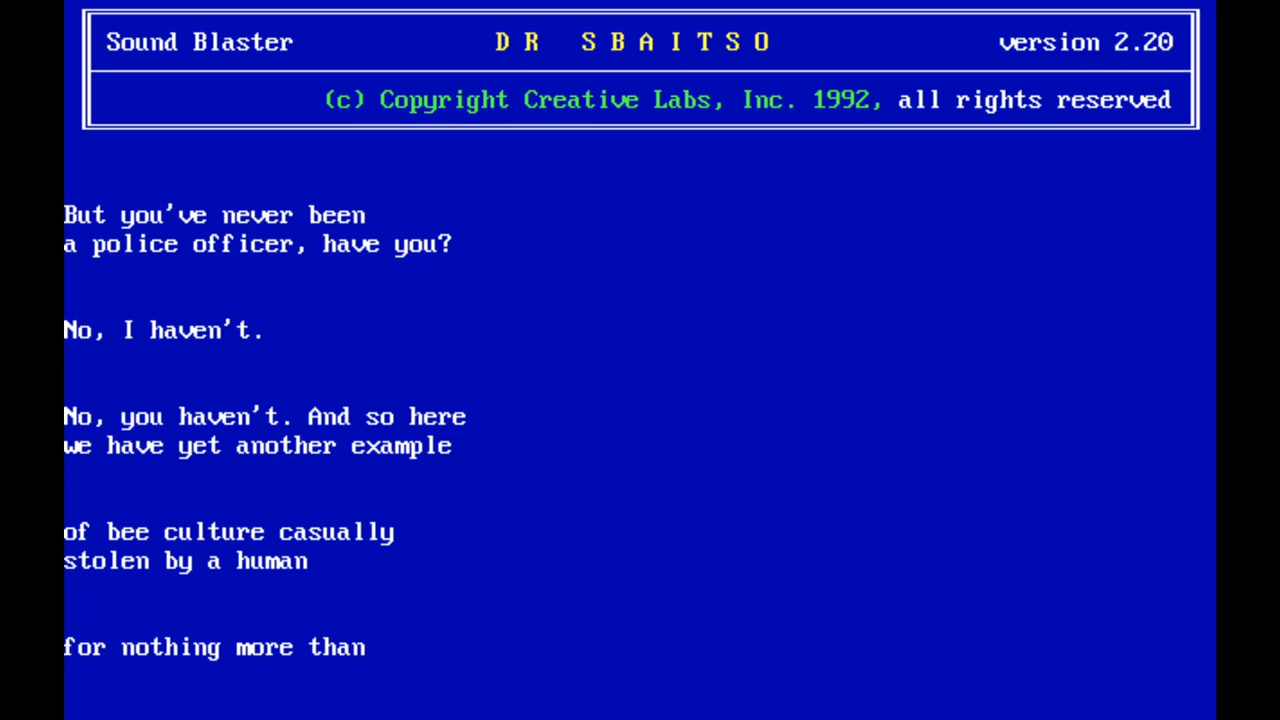 Sound Blaster D R S B A I T S O version 2.20
(c) Copyright Creative Labs, Inc. 1992, all rights reserved
But you've never been
a police officer, have you?
No, I haven't.
No, you haven't. And so here
we have yet another example
of bee culture casually
stolen by a human
for nothing more than